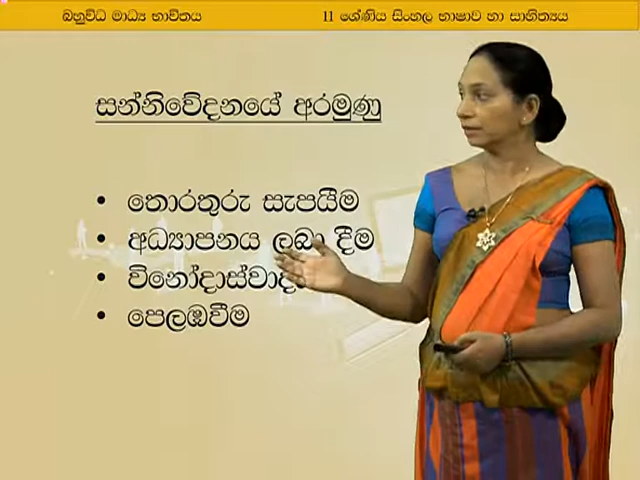 බහුවිධ මාධ්‍ය භාවිතය
11 ශ්‍රේණිය සිංහල භාෂාව හා සාහිත්‍යය
සන්නිවේදනයේ අරමුණු
• තොරතුරු සැපයීම
• අධ්‍යාපනය ලබා දීම
• පෙලඹවීම